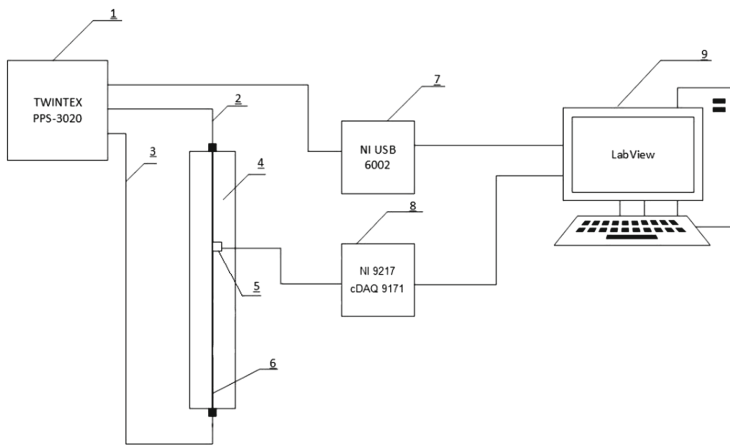 1
TWINTEX
PPS-3020
2
3
4
5
6
7
NI USB
6002
8
NI 9217
cDAQ 9171
9
LabView